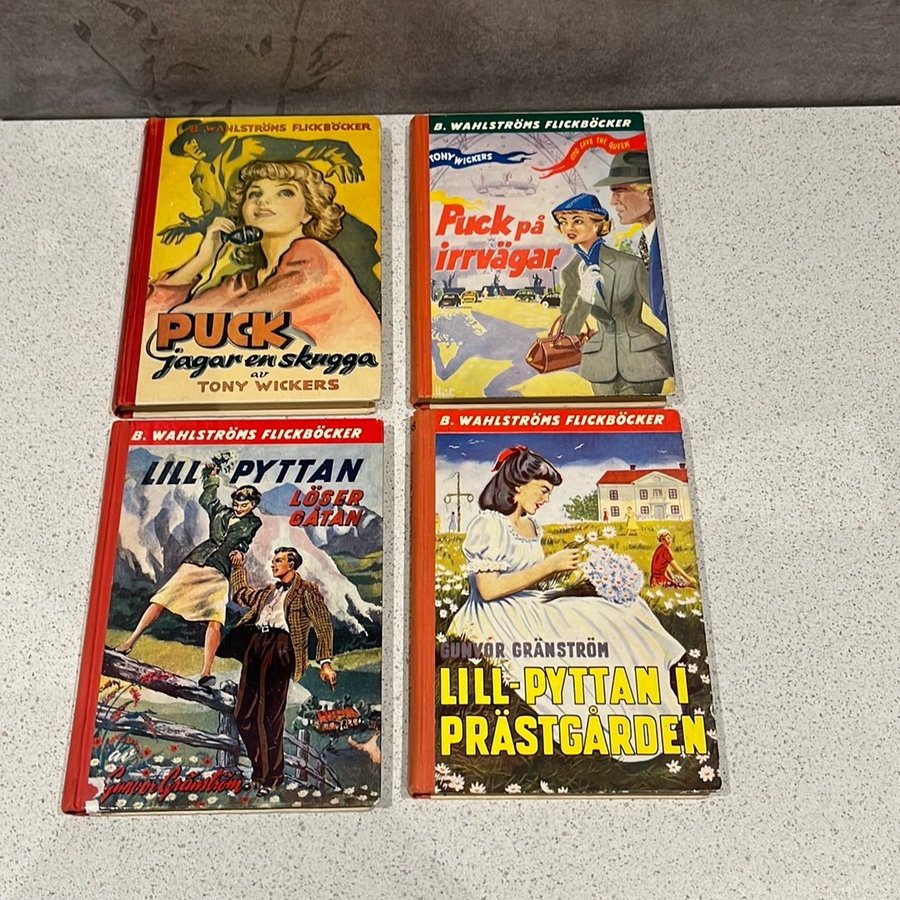 B. WAHLSTRÖMS FLICKBÖCKER
PUCK
jagar en skugga
av
TONY WICKERS
B. WAHLSTRÖMS FLICKBÖCKER
TONY WICKERS
GOD SAVE THE QUEEN
Puck på
irrvägar
B. WAHLSTRÖMS FLICKBÖCKER
LILL-PYTTAN
LÖSER
GÅTAN
av
Gunvor Gränström
B. WAHLSTRÖMS FLICKBÖCKER
GUNVOR GRÄNSTRÖM
LILL-PYTTAN I
PRÄSTGÅRDEN